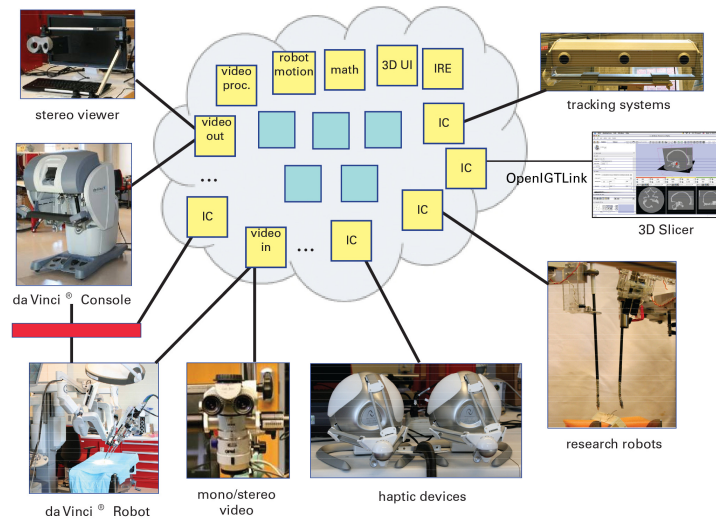 video
proc.
robot
motion
math
3D UI
IRE
stereo viewer
tracking systems
video
out
IC
IC
OpenIGTLink
...
IC
IC
3D Slicer
video
in
...
IC
da Vinci ® Console
research robots
mono/stereo
video
haptic devices
da Vinci ® Robot